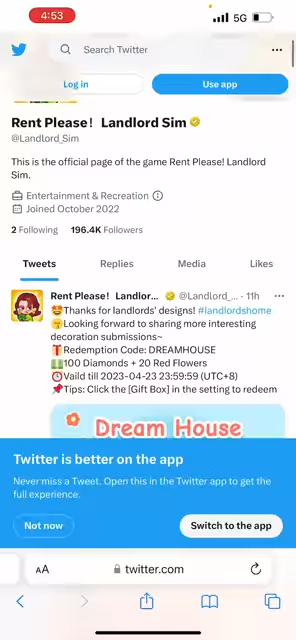 4:53
5G
Search Twitter
Log in
Use app
Rent Please！ Landlord Sim
@Landlord_Sim
This is the official page of the game Rent Please! Landlord
Sim.
Entertainment & Recreation
Joined October 2022
2 Following 196.4K Followers
Tweets Replies Media Likes
Rent Please！ Landlor... @Landlord_... · 11h
🤩Thanks for landlords' designs! #landlordshome
🤗Looking forward to sharing more interesting
decoration submissions~
🎁Redemption Code: DREAMHOUSE
💵100 Diamonds + 20 Red Flowers
🕓Vaild till 2023-04-23 23:59:59 (UTC+8)
📌Tips: Click the [Gift Box] in the setting to redeem
Dream House
Twitter is better on the app
Never miss a Tweet. Open this in the Twitter app to get the
full experience.
Not now
Switch to the app
AA twitter.com